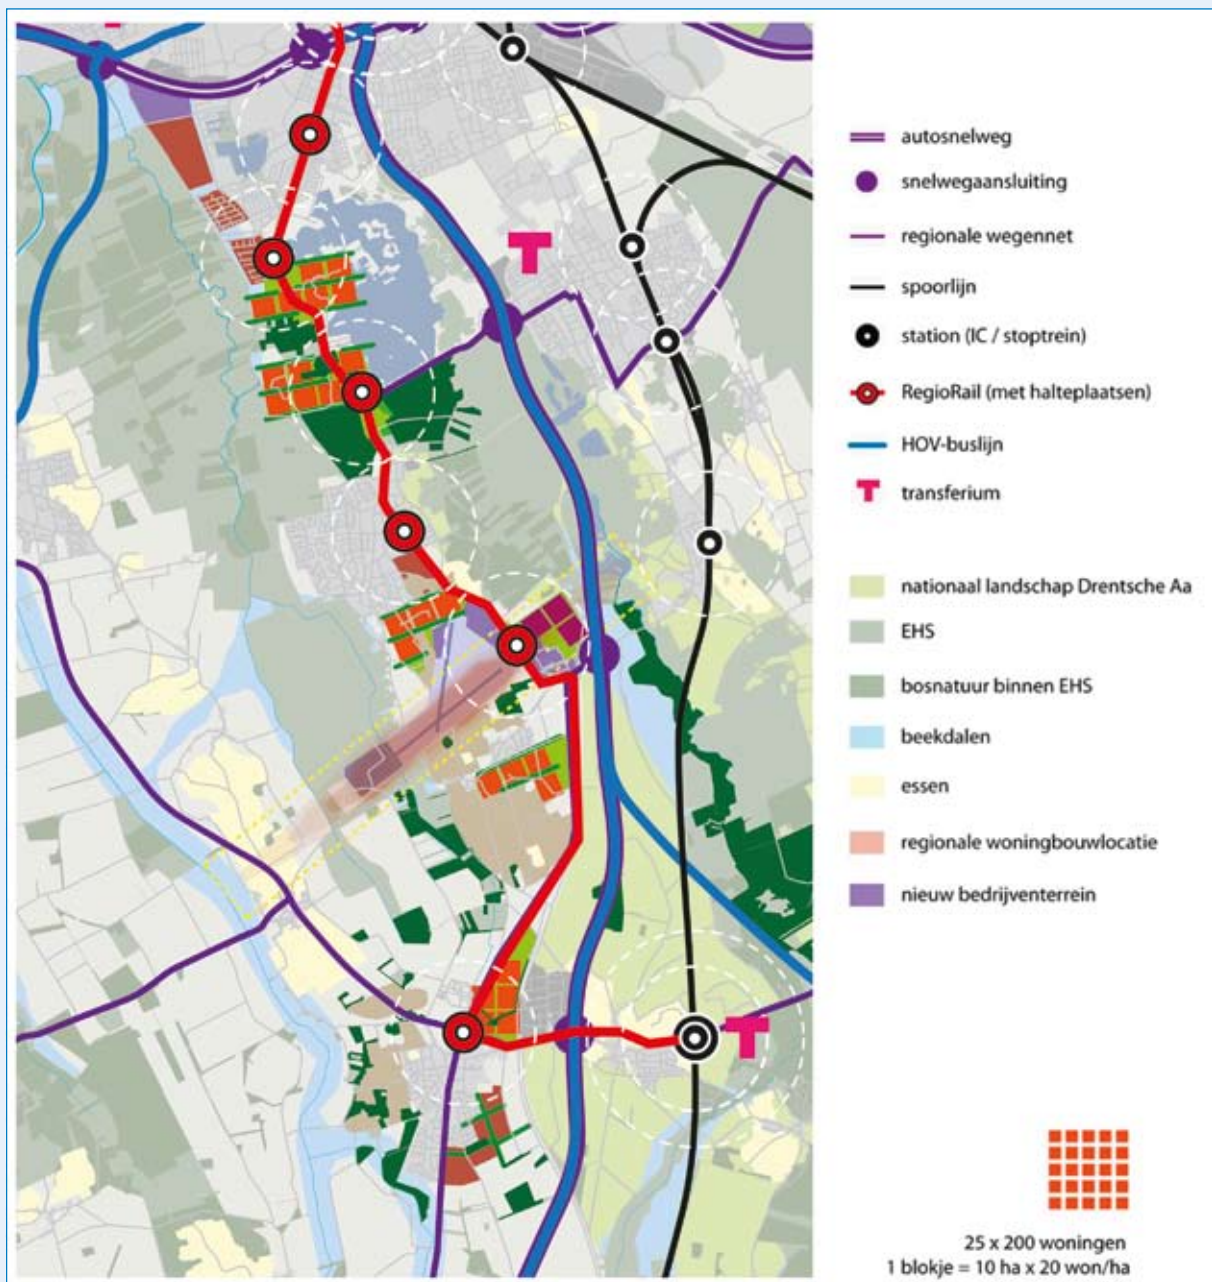 autosnelweg
snelwegaansluiting
regionale wegennet
spoorlijn
station (IC / stoptrein)
RegioRail (met halteplaatsen)
HOV-buslijn
T transferium
nationaal landschap Drentsche Aa
EHS
bosnatuur binnen EHS
beekdalen
essen
regionale woningbouwlocatie
nieuw bedrijventerrein
T
T
25 x 200 woningen
1 blokje = 10 ha x 20 won/ha